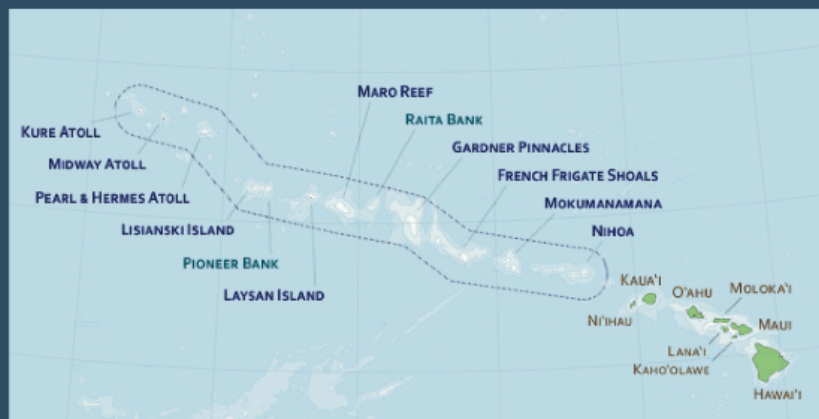 KURE ATOLL
MIDWAY ATOLL
PEARL & HERMES ATOLL
LISIANSKI ISLAND
PIONEER BANK
LAYSAN ISLAND
MARO REEF
RAITA BANK
GARDNER PINNACLES
FRENCH FRIGATE SHOALS
MOKUMANAMANA
NIHOA
KAUA'I
NI'IHAU
O'AHU
MOLOKA'I
MAUI
LANA'I
KAHO'OLAWE
HAWAI'I